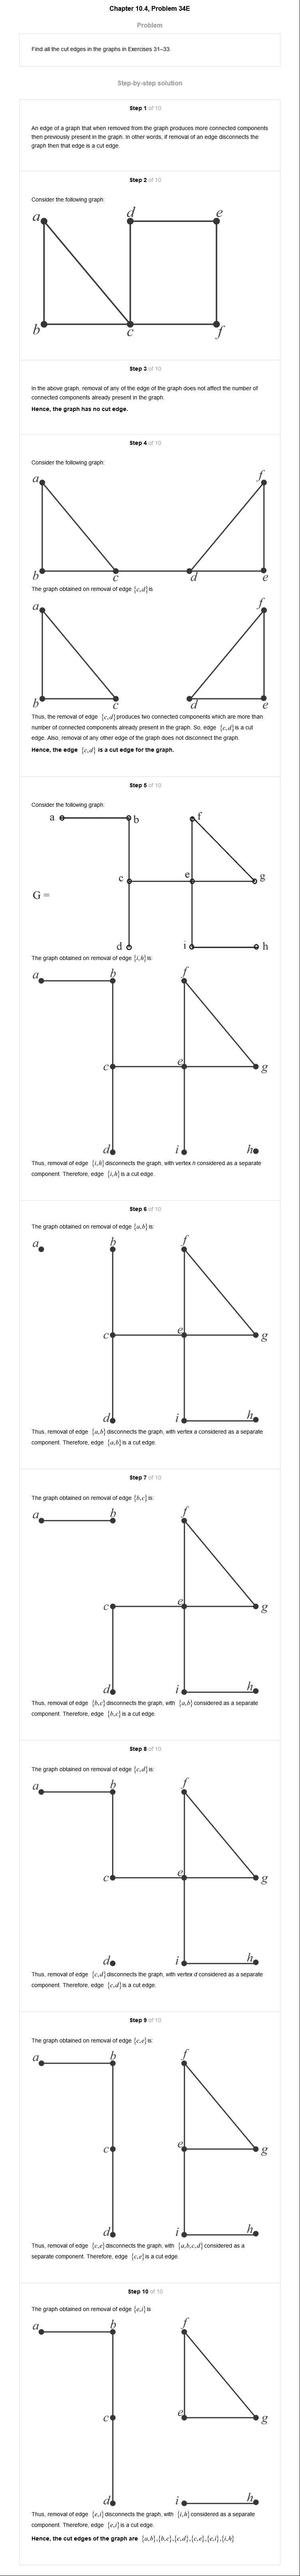 Chapter 10.4, Problem 34E
Problem
Find all the cut edges in the graphs in Exercises 31–33.
Step-by-step solution
Step 1 of 10
An edge of a graph that when removed from the graph produces more connected components
then previously present in the graph. In other words, if removal of an edge disconnects the
graph then that edge is a cut edge.
Step 2 of 10
Consider the following graph:
a d e
b c f
Step 3 of 10
In the above graph, removal of any of the edge of the graph does not affect the number of
connected components already present in the graph.
Hence, the graph has no cut edge.
Step 4 of 10
Consider the following graph:
a f
b c d e
The graph obtained on removal of edge {c,d} is
a f
b c d e
Thus, the removal of edge {c,d} produces two connected components which are more than
number of connected components already present in the graph. So, edge {c,d} is a cut
edge. Also, removal of any other edge of the graph does not disconnect the graph.
Hence, the edge {c,d} is a cut edge for the graph.
Step 5 of 10
Consider the following graph:
a b f
c e g
G =
d i h
The graph obtained on removal of edge {i,h} is:
a b f
c e g
d i h
Thus, removal of edge {i,h} disconnects the graph, with vertex h considered as a separate
component. Therefore, edge {i,h} is a cut edge.
Step 6 of 10
The graph obtained on removal of edge {a,b} is:
a b f
c e g
d i h
Thus, removal of edge {a,b} disconnects the graph, with vertex a considered as a separate
component. Therefore, edge {a,b} is a cut edge.
Step 7 of 10
The graph obtained on removal of edge {b,c} is:
a b f
c e g
d i h
Thus, removal of edge {b,c} disconnects the graph, with {a,b} considered as a separate
component. Therefore, edge {b,c} is a cut edge.
Step 8 of 10
The graph obtained on removal of edge {c,d} is:
a b f
c e g
d i h
Thus, removal of edge {c,d} disconnects the graph, with vertex d considered as a separate
component. Therefore, edge {c,d} is a cut edge.
Step 9 of 10
The graph obtained on removal of edge {c,e} is:
a b f
c e g
d i h
Thus, removal of edge {c,e} disconnects the graph, with {a,b,c,d} considered as a
separate component. Therefore, edge {c,e} is a cut edge.
Step 10 of 10
The graph obtained on removal of edge {e,i} is
a b f
c e g
d i h
Thus, removal of edge {e,i} disconnects the graph, with {i,h} considered as a separate
component. Therefore, edge {e,i} is a cut edge.
Hence, the cut edges of the graph are {a,b},{b,c},{c,d},{c,e},{e,i},{i,h}